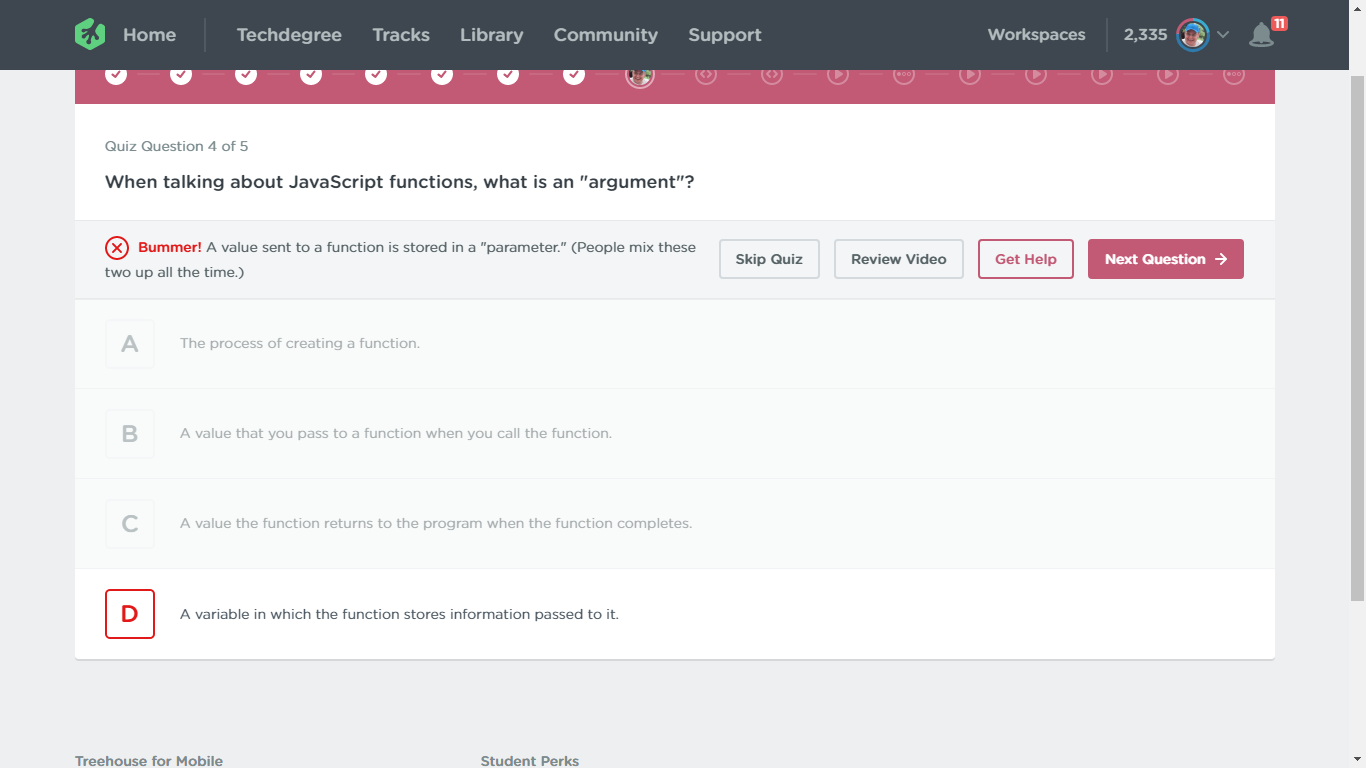 Home Techdegree Tracks Library Community Support Workspaces 2,335 11
Quiz Question 4 of 5
When talking about JavaScript functions, what is an "argument"?
Bummer! A value sent to a function is stored in a "parameter." (People mix these
two up all the time.)
Skip Quiz Review Video Get Help Next Question →
A The process of creating a function.
B A value that you pass to a function when you call the function.
C A value the function returns to the program when the function completes.
D A variable in which the function stores information passed to it.
Treehouse for Mobile Student Perks